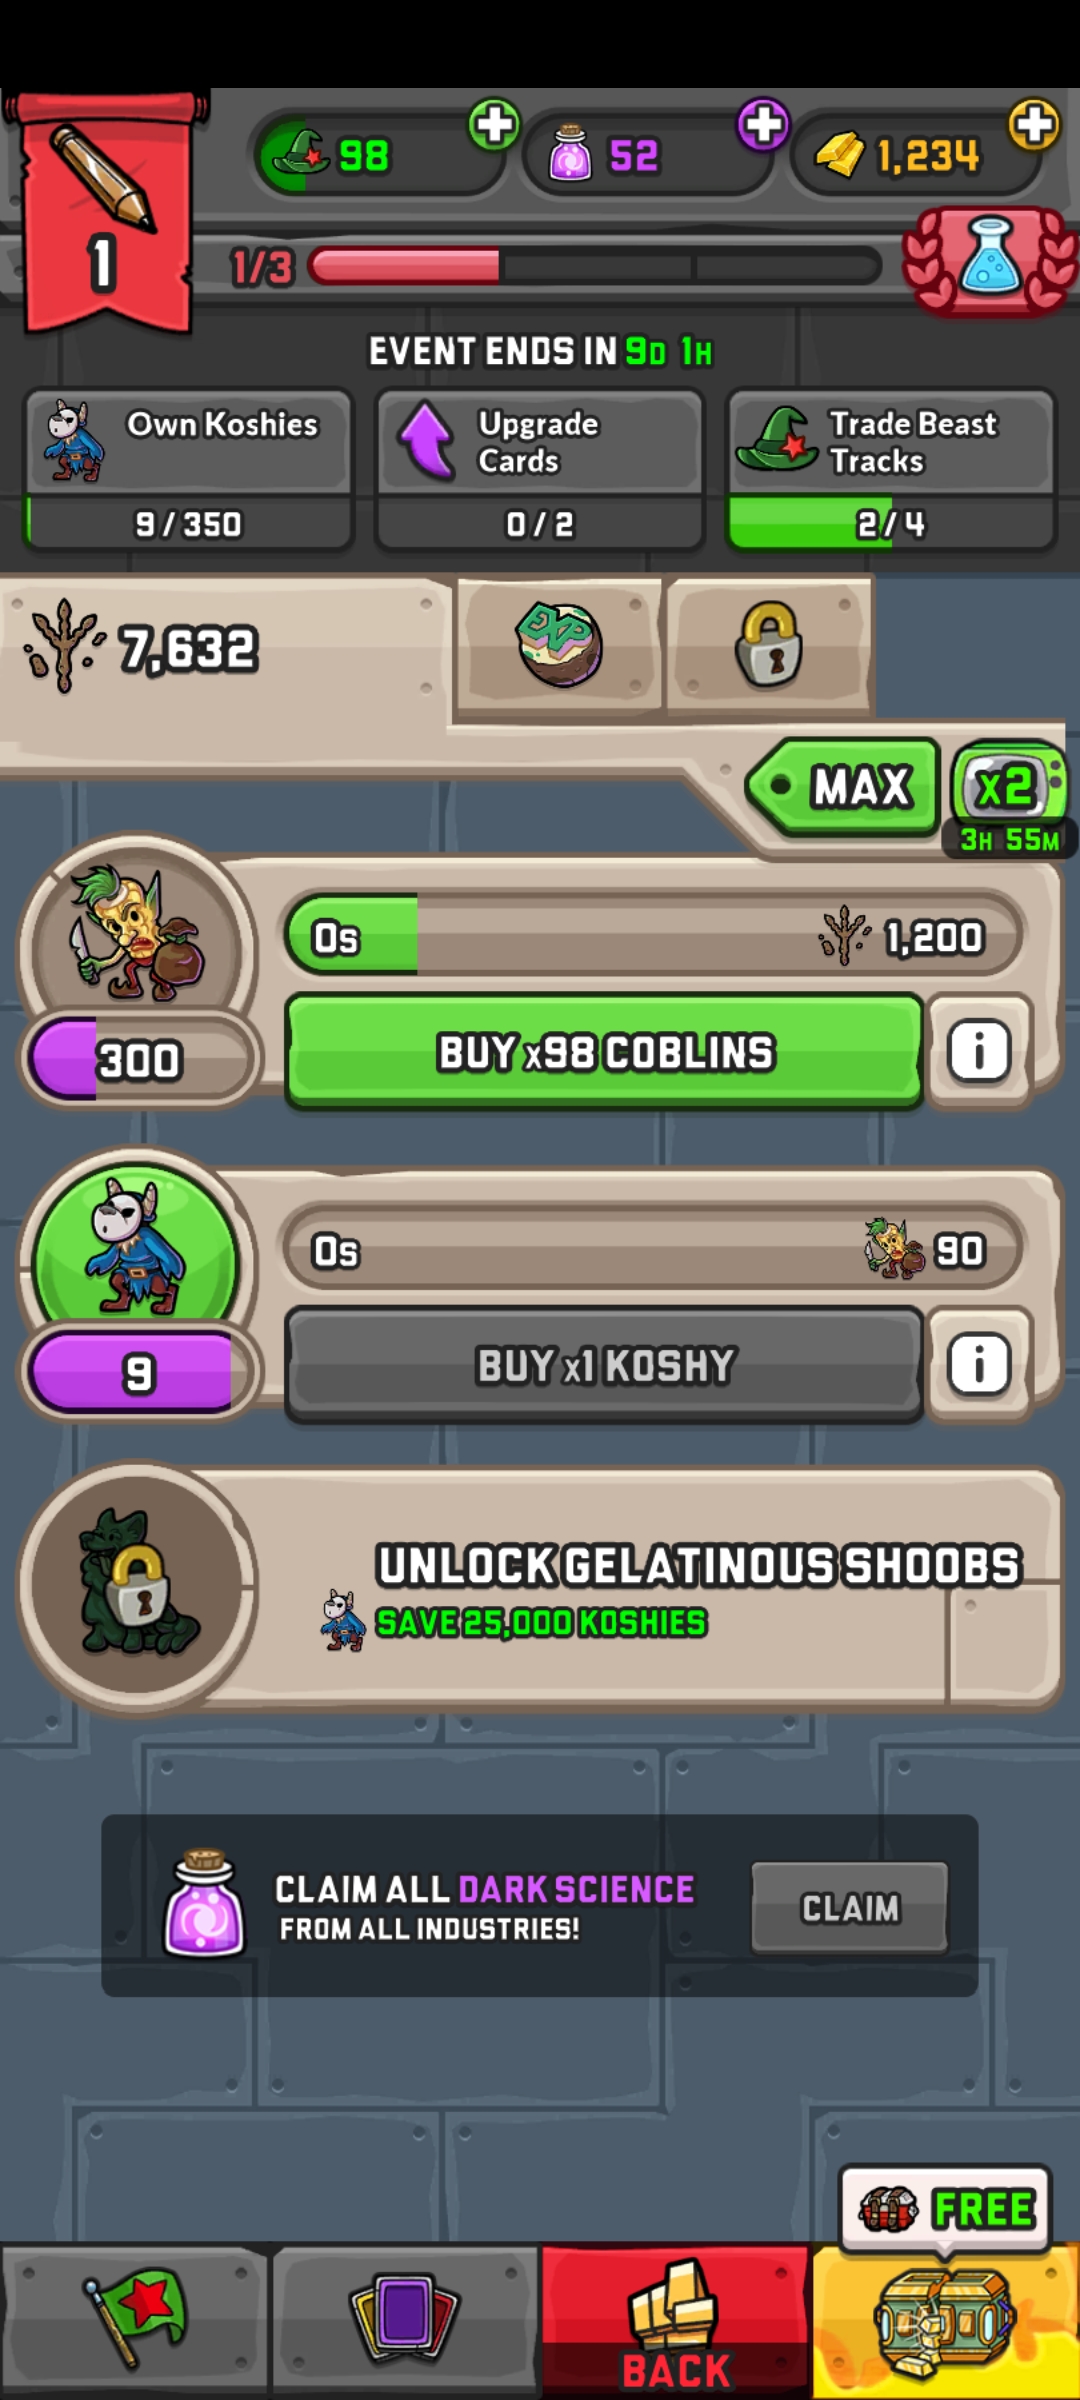 98
52
1,234
1
1/3
EVENT ENDS IN 9D 1H
Own Koshies
9/350
Upgrade
Cards
0/2
Trade Beast
Tracks
2/4
7,632
EXP
MAX
x2
3H 55M
0s
1,200
300
BUY x98 COBLINS
i
0s
90
9
BUY x1 KOSHY
i
UNLOCK GELATINOUS SHOOBS
SAVE 25,000 KOSHIES
CLAIM ALL DARK SCIENCE
FROM ALL INDUSTRIES!
CLAIM
FREE
BACK